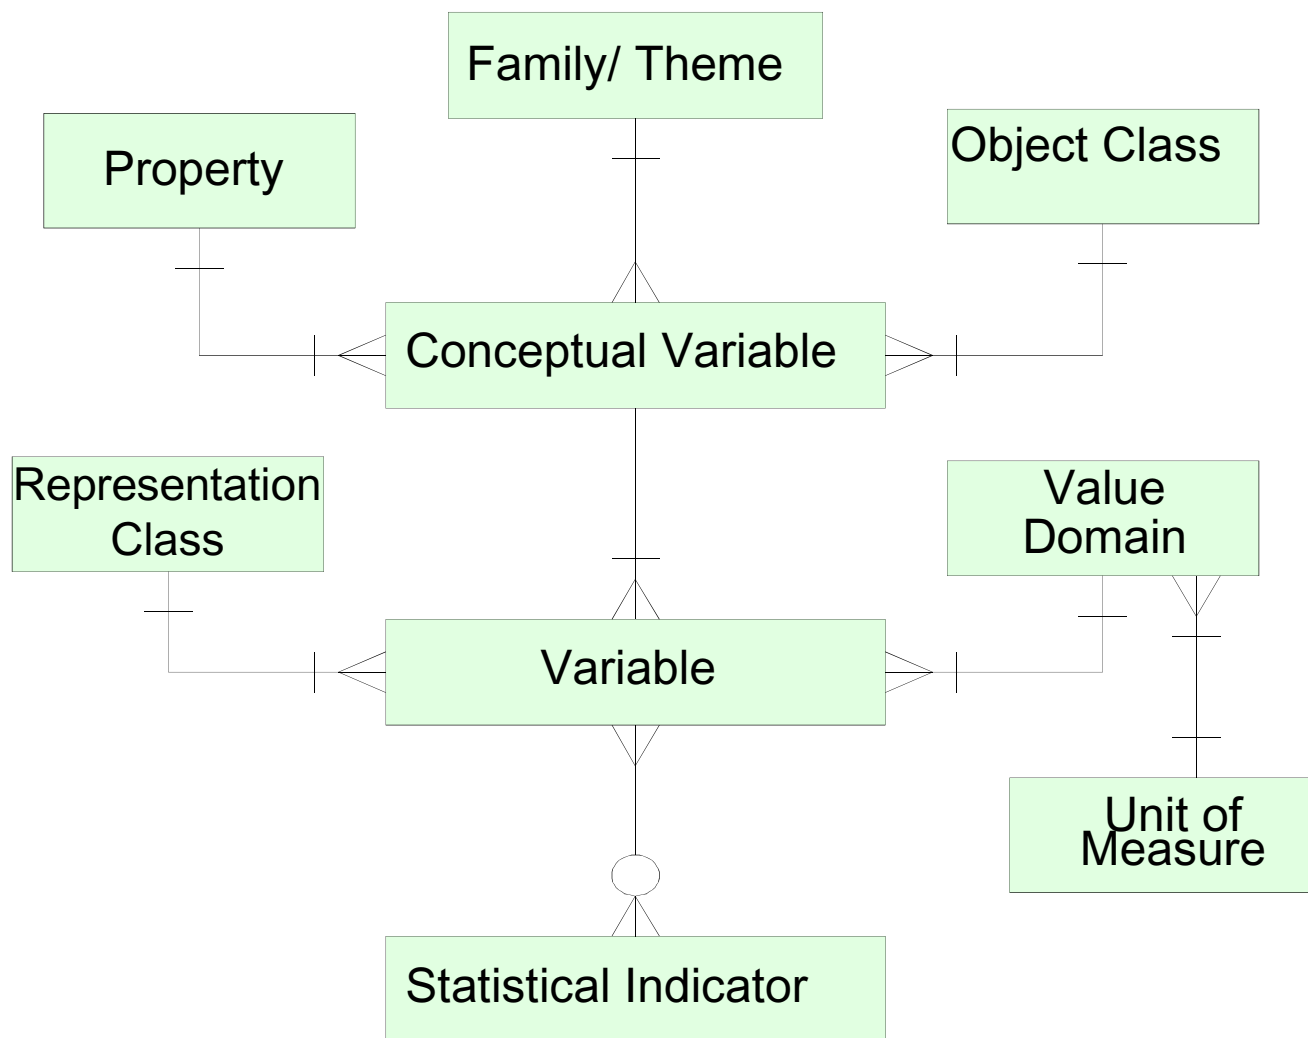 Family/ Theme
Property
Object Class
Conceptual Variable
Representation
Class
Value
Domain
Variable
Unit of
Measure
Statistical Indicator